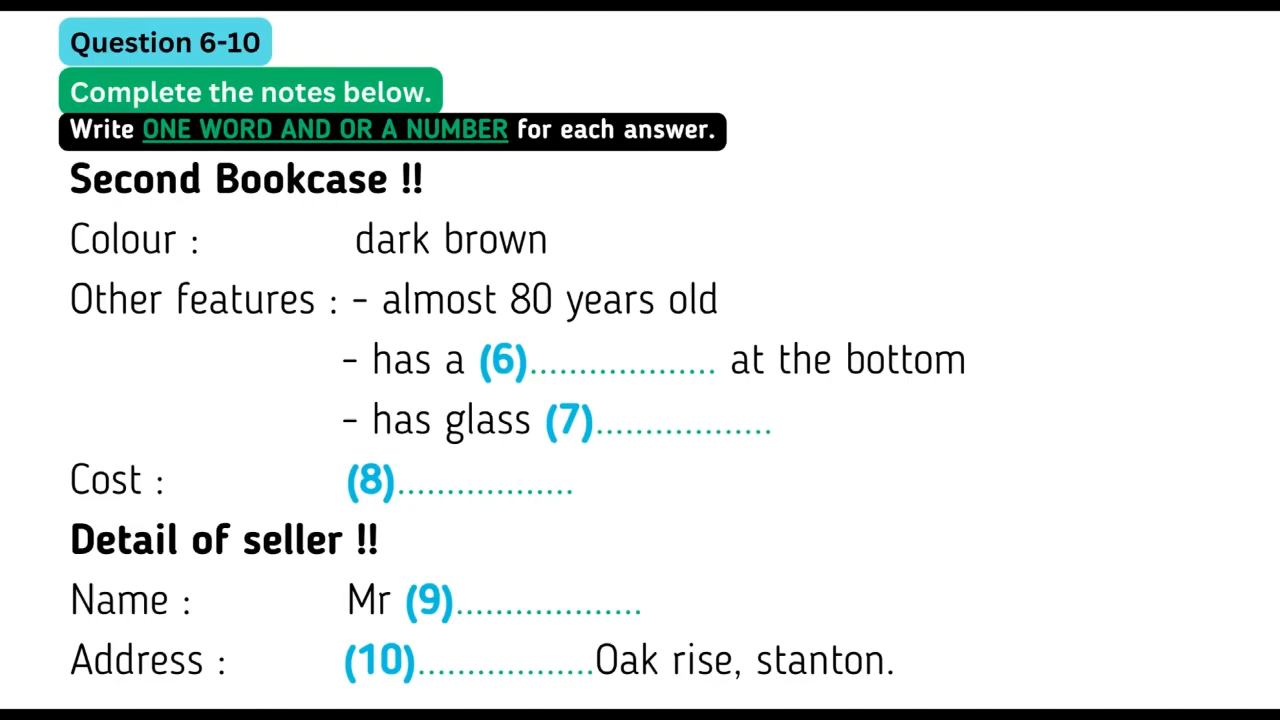 Question 6-10
Complete the notes below.
Write ONE WORD AND OR A NUMBER for each answer.
Second Bookcase !!
Colour : dark brown
Other features : - almost 80 years old
- has a (6)................... at the bottom
- has glass (7)..................
Cost : (8)..................
Detail of seller !!
Name : Mr (9)...................
Address : (10)..................Oak rise, stanton.